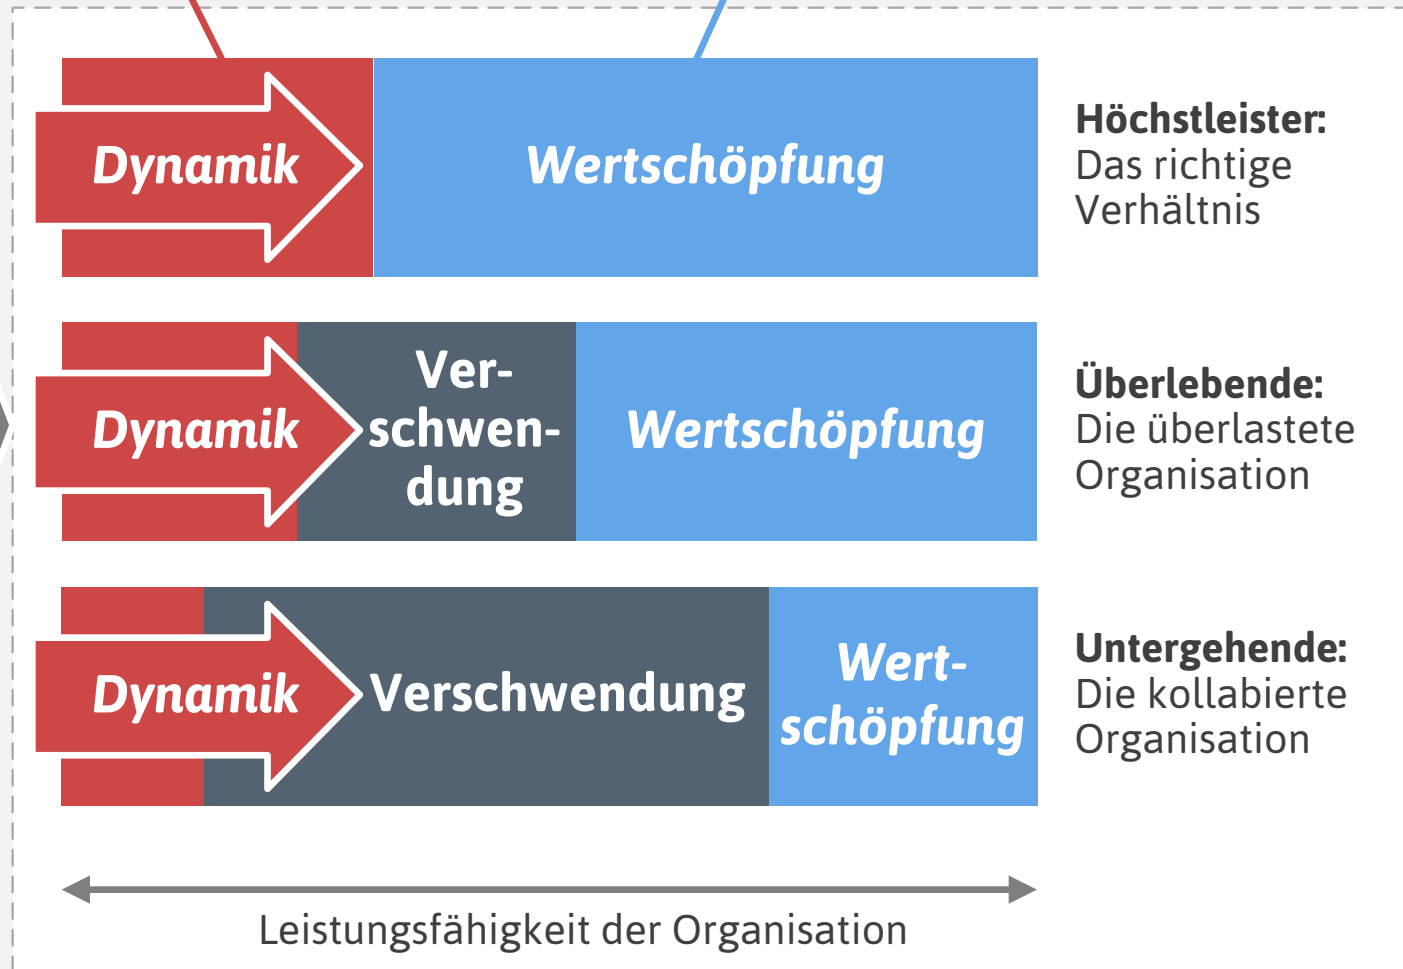 Dynamik
Wertschöpfung
Höchstleister:
Das richtige
Verhältnis
Dynamik
Ver-
schwen-
dung
Wertschöpfung
Überlebende:
Die überlastete
Organisation
Dynamik
Verschwendung
Wert-
schöpfung
Untergehende:
Die kollabierte
Organisation
Leistungsfähigkeit der Organisation